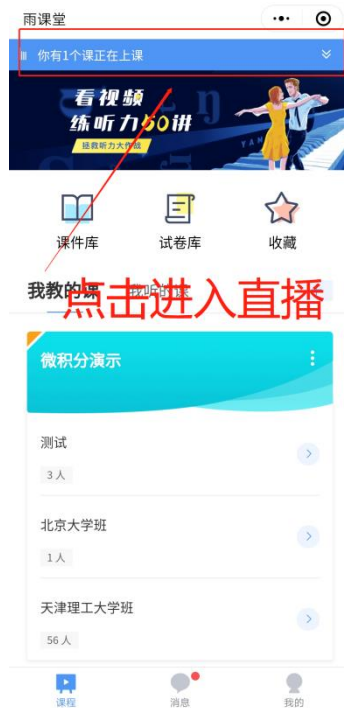 雨课堂
你有1个课正在上课
看视频
练听力50讲
拯救听力大作战
课件库 试卷库 收藏
我教的课 我听的课
点击进入直播
微积分演示
测试
3人
北京大学班
1人
天津理工大学班
56人
课程 消息 我的